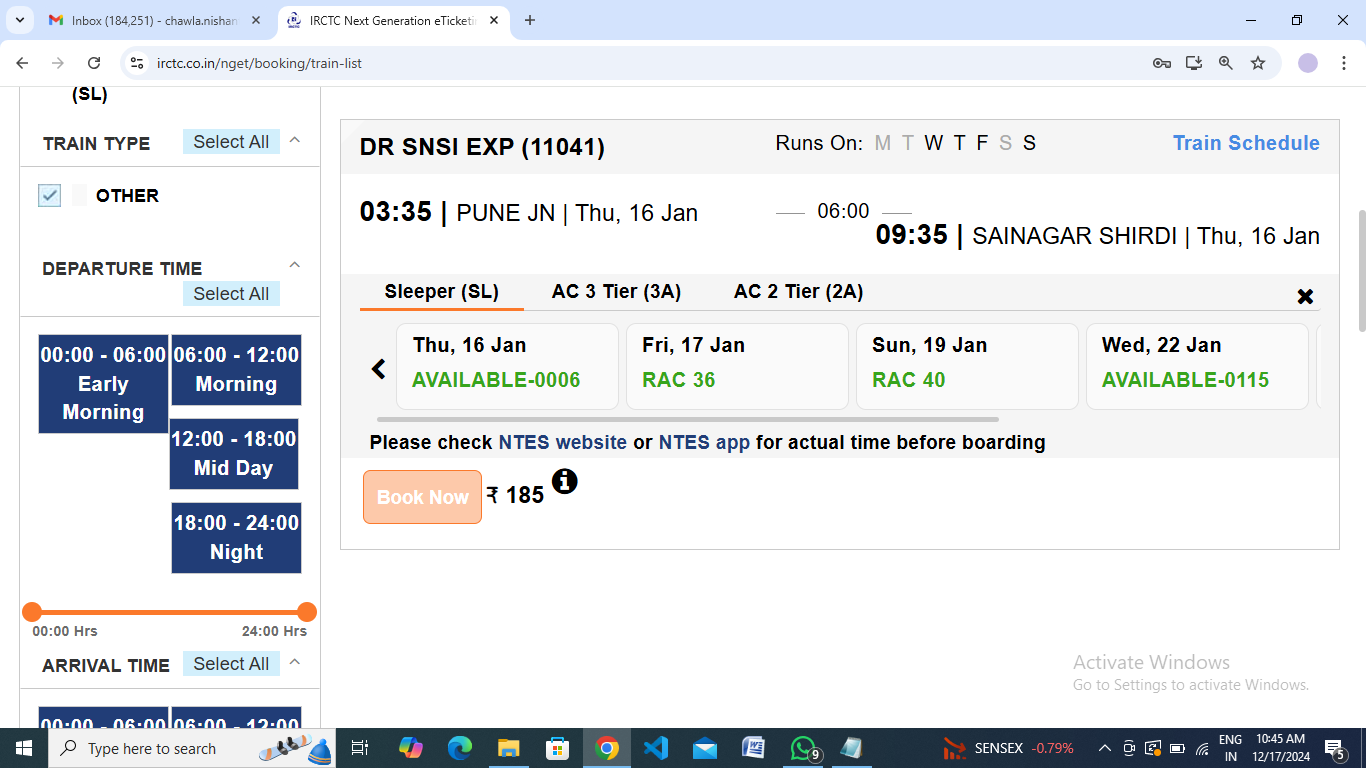 Inbox (184,251) - chawla.nishan
IRCTC Next Generation eTicketin
irctc.co.in/nget/booking/train-list
(SL)
TRAIN TYPE Select All
OTHER
DEPARTURE TIME
Select All
00:00 - 06:00
Early
Morning
06:00 - 12:00
Morning
12:00 - 18:00
Mid Day
18:00 - 24:00
Night
00:00 Hrs 24:00 Hrs
ARRIVAL TIME Select All
00:00 - 06:00 06:00 - 12:00
DR SNSI EXP (11041) Runs On: M T W T F S S Train Schedule
03:35 | PUNE JN | Thu, 16 Jan 06:00
09:35 | SAINAGAR SHIRDI | Thu, 16 Jan
Sleeper (SL) AC 3 Tier (3A) AC 2 Tier (2A)
Thu, 16 Jan
AVAILABLE-0006
Fri, 17 Jan
RAC 36
Sun, 19 Jan
RAC 40
Wed, 22 Jan
AVAILABLE-0115
Please check NTES website or NTES app for actual time before boarding
Book Now ₹ 185
Activate Windows
Go to Settings to activate Windows.
Type here to search
9
SENSEX -0.79%
ENG
IN
10:45 AM
12/17/2024
5